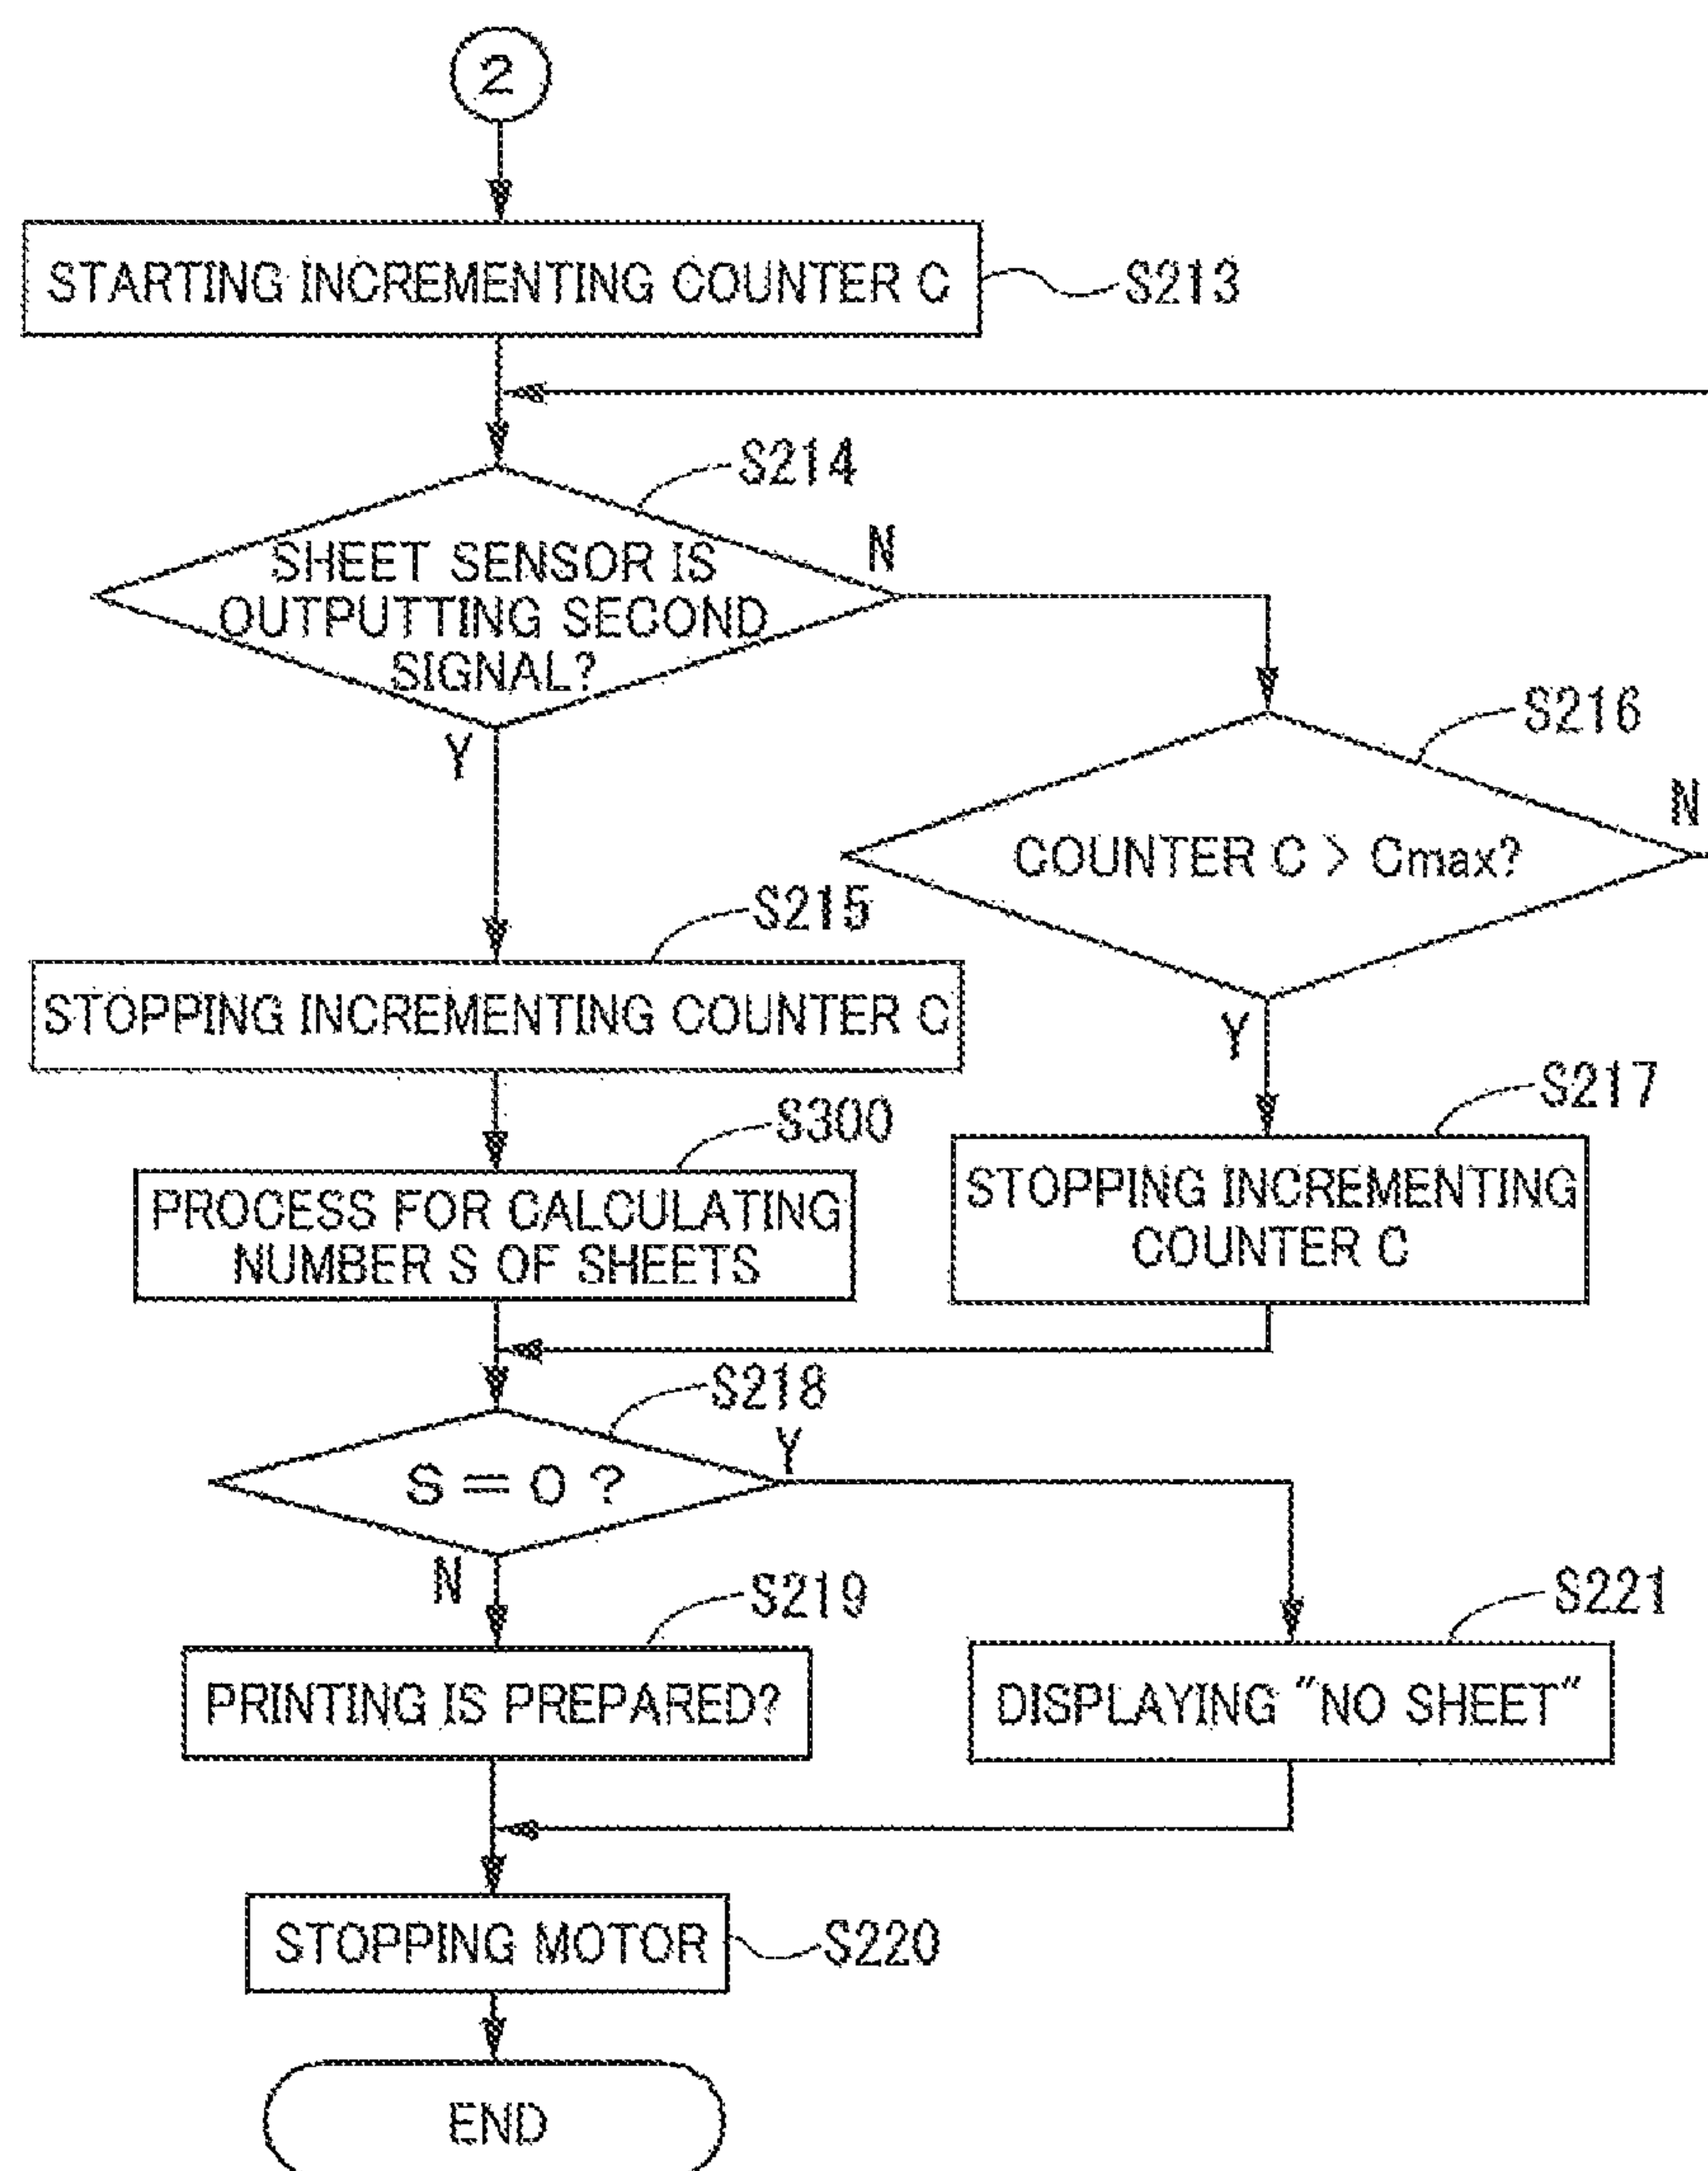 2
STARTING INCREMENTING COUNTER C
S213
S214
SHEET SENSOR IS
OUTPUTTING SECOND
SIGNAL?
N
Y
S216
COUNTER C > Cmax?
N
Y
S215
STOPPING INCREMENTING COUNTER C
S217
STOPPING INCREMENTING
COUNTER C
S300
PROCESS FOR CALCULATING
NUMBER S OF SHEETS
S218
S = 0 ?
Y
N
S219
PRINTING IS PREPARED?
S221
DISPLAYING "NO SHEET"
STOPPING MOTOR
S220
END